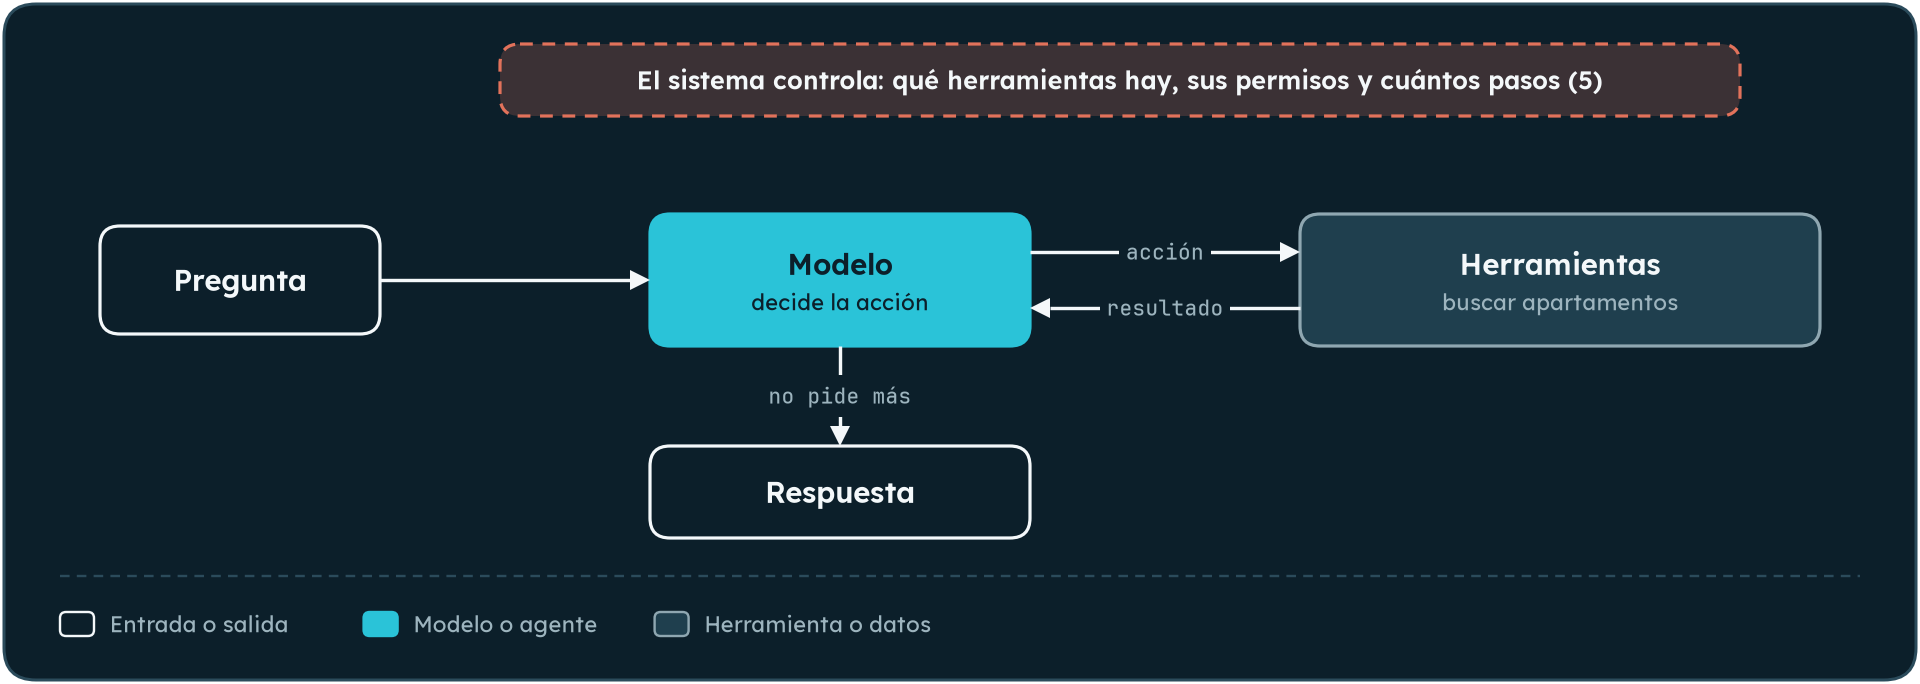 El sistema controla: qué herramientas hay, sus permisos y cuántos pasos (5)
Pregunta
Modelo
decide la acción
acción
resultado
Herramientas
buscar apartamentos
no pide más
Respuesta
Entrada o salida
Modelo o agente
Herramienta o datos